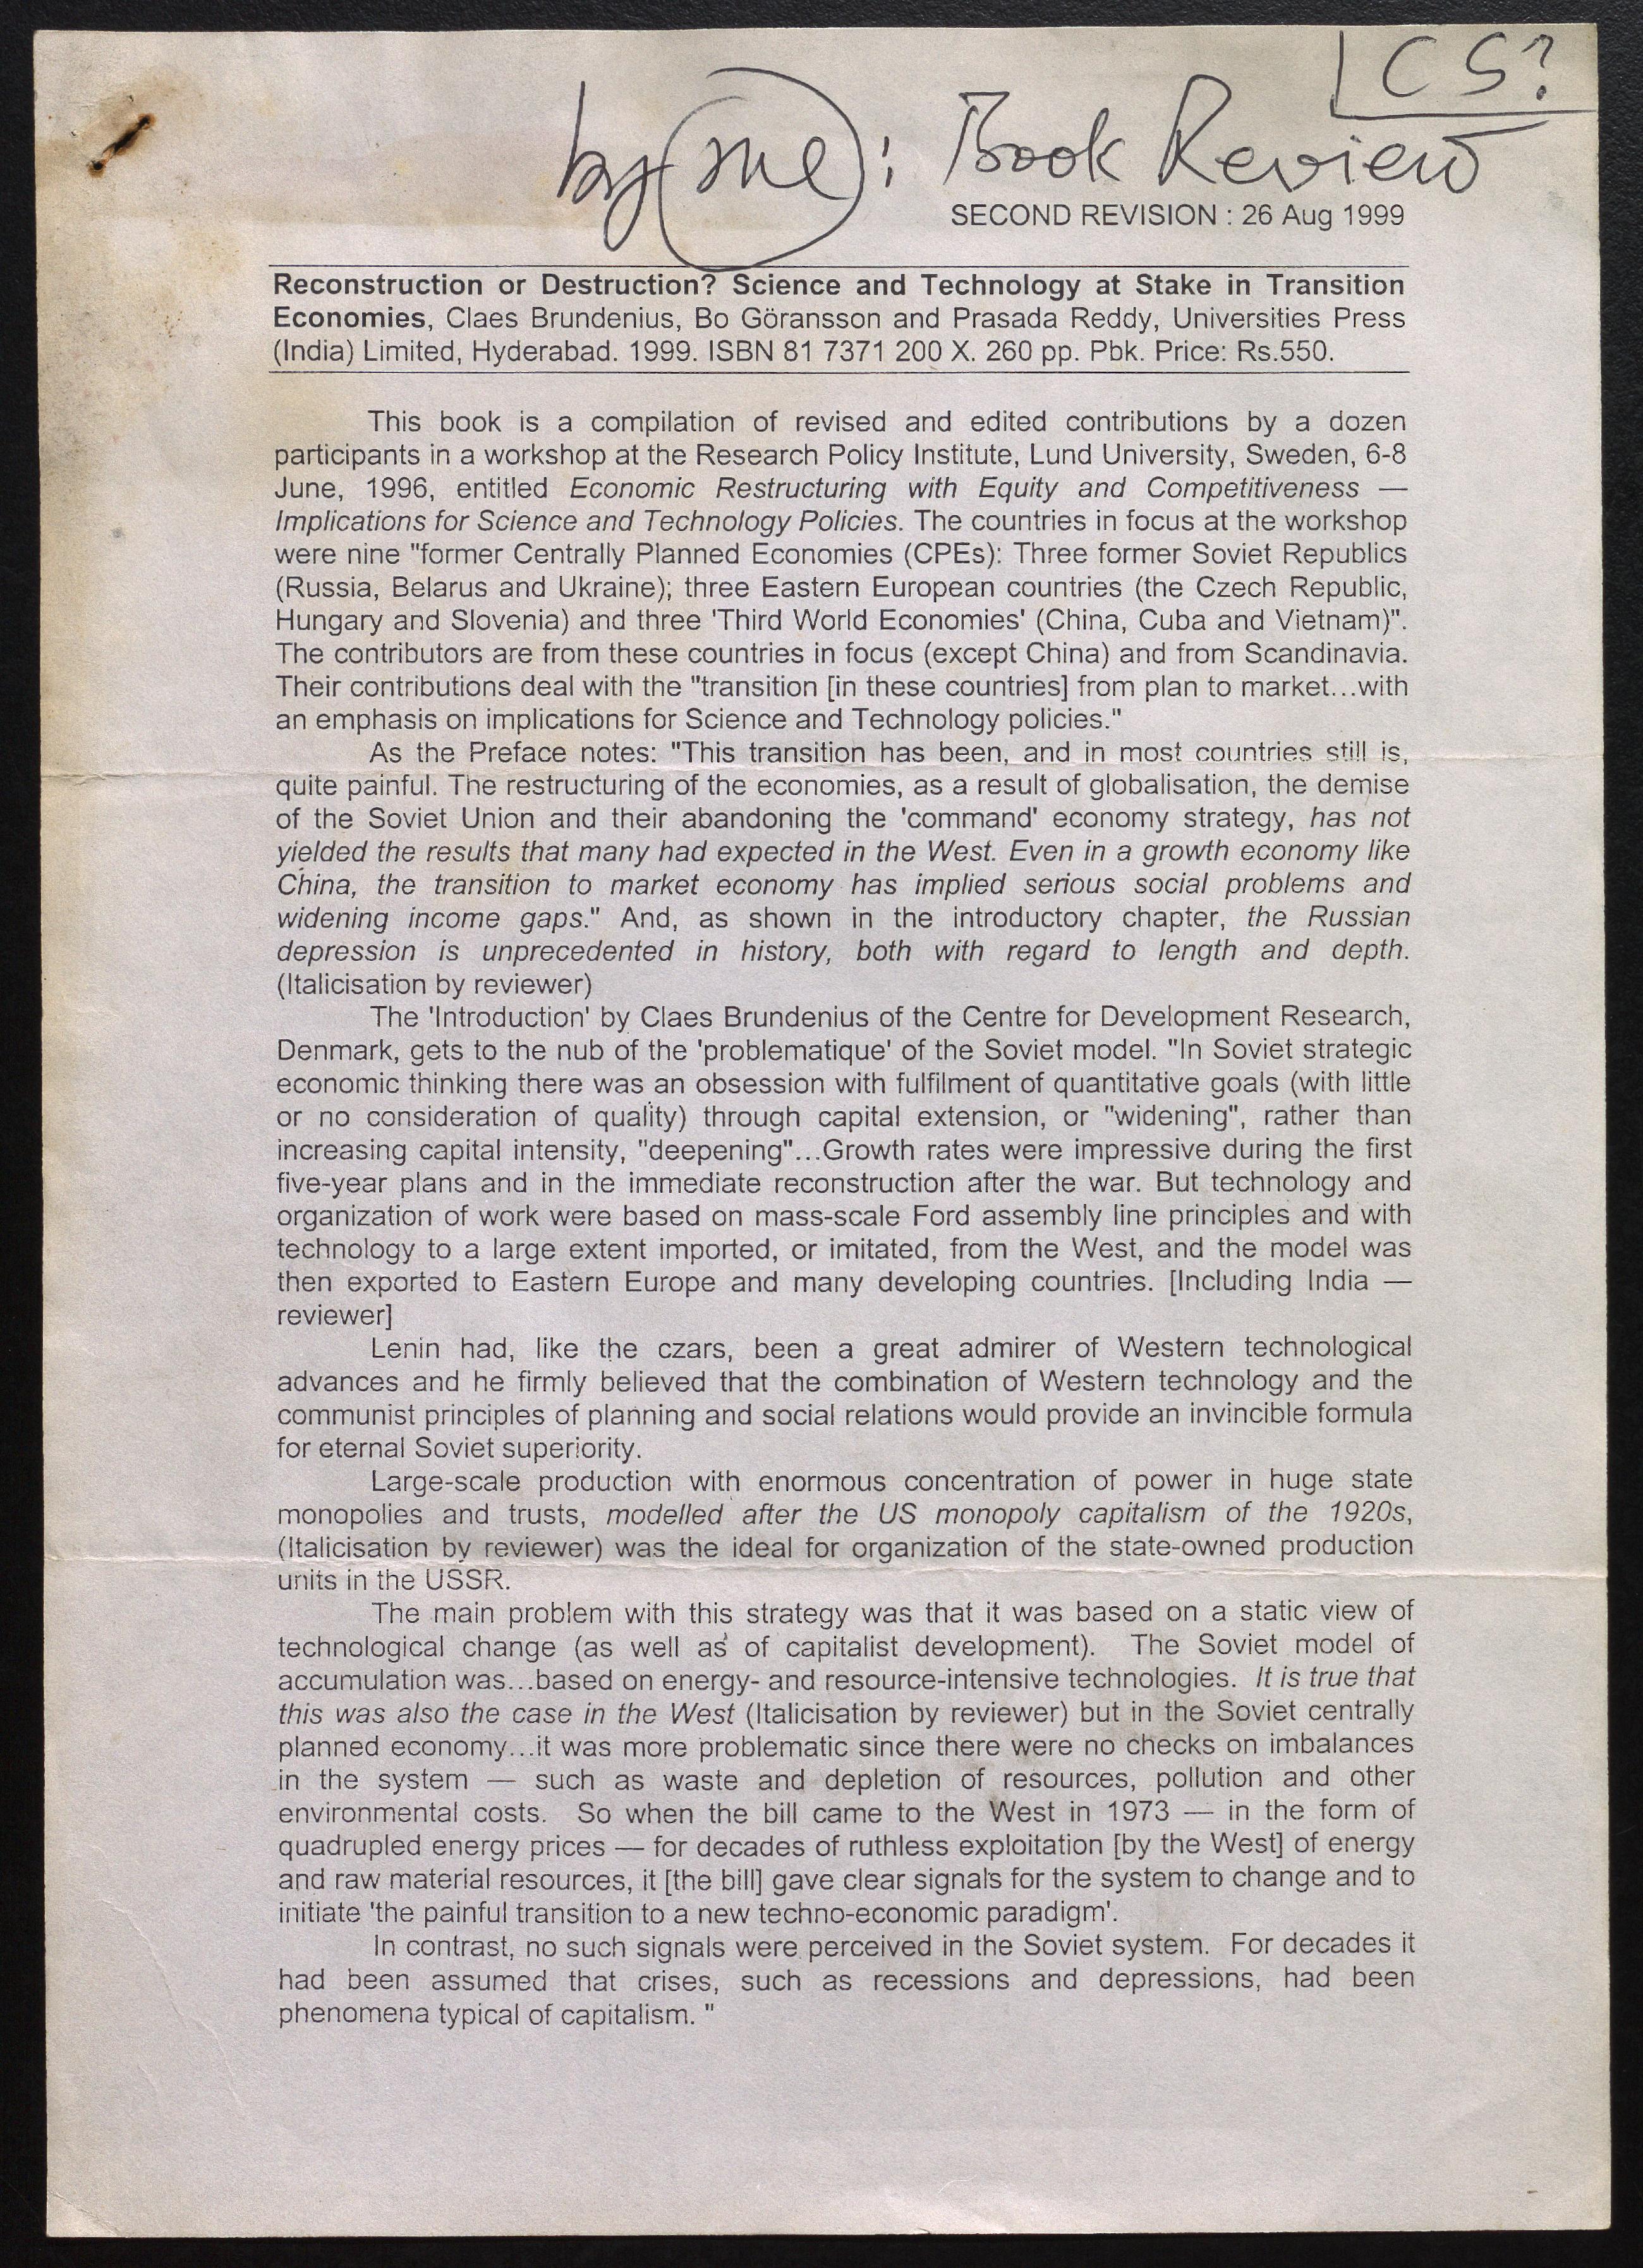 CS?
by (me): Book Review
SECOND REVISION : 26 Aug 1999
Reconstruction or Destruction? Science and Technology at Stake in Transition
Economies, Claes Brundenius, Bo Göransson and Prasada Reddy, Universities Press
(India) Limited, Hyderabad. 1999. ISBN 81 7371 200 X. 260 pp. Pbk. Price: Rs.550.
This book is a compilation of revised and edited contributions by a dozen
participants in a workshop at the Research Policy Institute, Lund University, Sweden, 6-8
June, 1996, entitled Economic Restructuring with Equity and Competitiveness —
Implications for Science and Technology Policies. The countries in focus at the workshop
were nine "former Centrally Planned Economies (CPEs): Three former Soviet Republics
(Russia, Belarus and Ukraine); three Eastern European countries (the Czech Republic,
Hungary and Slovenia) and three 'Third World Economies' (China, Cuba and Vietnam)".
The contributors are from these countries in focus (except China) and from Scandinavia.
Their contributions deal with the "transition [in these countries] from plan to market...with
an emphasis on implications for Science and Technology policies."
As the Preface notes: "This transition has been, and in most countries still is,
quite painful. The restructuring of the economies, as a result of globalisation, the demise
of the Soviet Union and their abandoning the 'command' economy strategy, has not
yielded the results that many had expected in the West. Even in a growth economy like
China, the transition to market economy has implied serious social problems and
widening income gaps." And, as shown in the introductory chapter, the Russian
depression is unprecedented in history, both with regard to length and depth.
(Italicisation by reviewer)
The 'Introduction' by Claes Brundenius of the Centre for Development Research,
Denmark, gets to the nub of the 'problematique' of the Soviet model. "In Soviet strategic
economic thinking there was an obsession with fulfilment of quantitative goals (with little
or no consideration of quality) through capital extension, or "widening", rather than
increasing capital intensity, "deepening"...Growth rates were impressive during the first
five-year plans and in the immediate reconstruction after the war. But technology and
organization of work were based on mass-scale Ford assembly line principles and with
technology to a large extent imported, or imitated, from the West, and the model was
then exported to Eastern Europe and many developing countries. [Including India —
reviewer]
Lenin had, like the czars, been a great admirer of Western technological
advances and he firmly believed that the combination of Western technology and the
communist principles of planning and social relations would provide an invincible formula
for eternal Soviet superiority.
Large-scale production with enormous concentration of power in huge state
monopolies and trusts, modelled after the US monopoly capitalism of the 1920s,
(Italicisation by reviewer) was the ideal for organization of the state-owned production
units in the USSR.
The main problem with this strategy was that it was based on a static view of
technological change (as well as of capitalist development). The Soviet model of
accumulation was...based on energy- and resource-intensive technologies. It is true that
this was also the case in the West (Italicisation by reviewer) but in the Soviet centrally
planned economy...it was more problematic since there were no checks on imbalances
in the system — such as waste and depletion of resources, pollution and other
environmental costs. So when the bill came to the West in 1973 — in the form of
quadrupled energy prices — for decades of ruthless exploitation [by the West] of energy
and raw material resources, it [the bill] gave clear signals for the system to change and to
initiate 'the painful transition to a new techno-economic paradigm'.
In contrast, no such signals were perceived in the Soviet system. For decades it
had been assumed that crises, such as recessions and depressions, had been
phenomena typical of capitalism. "